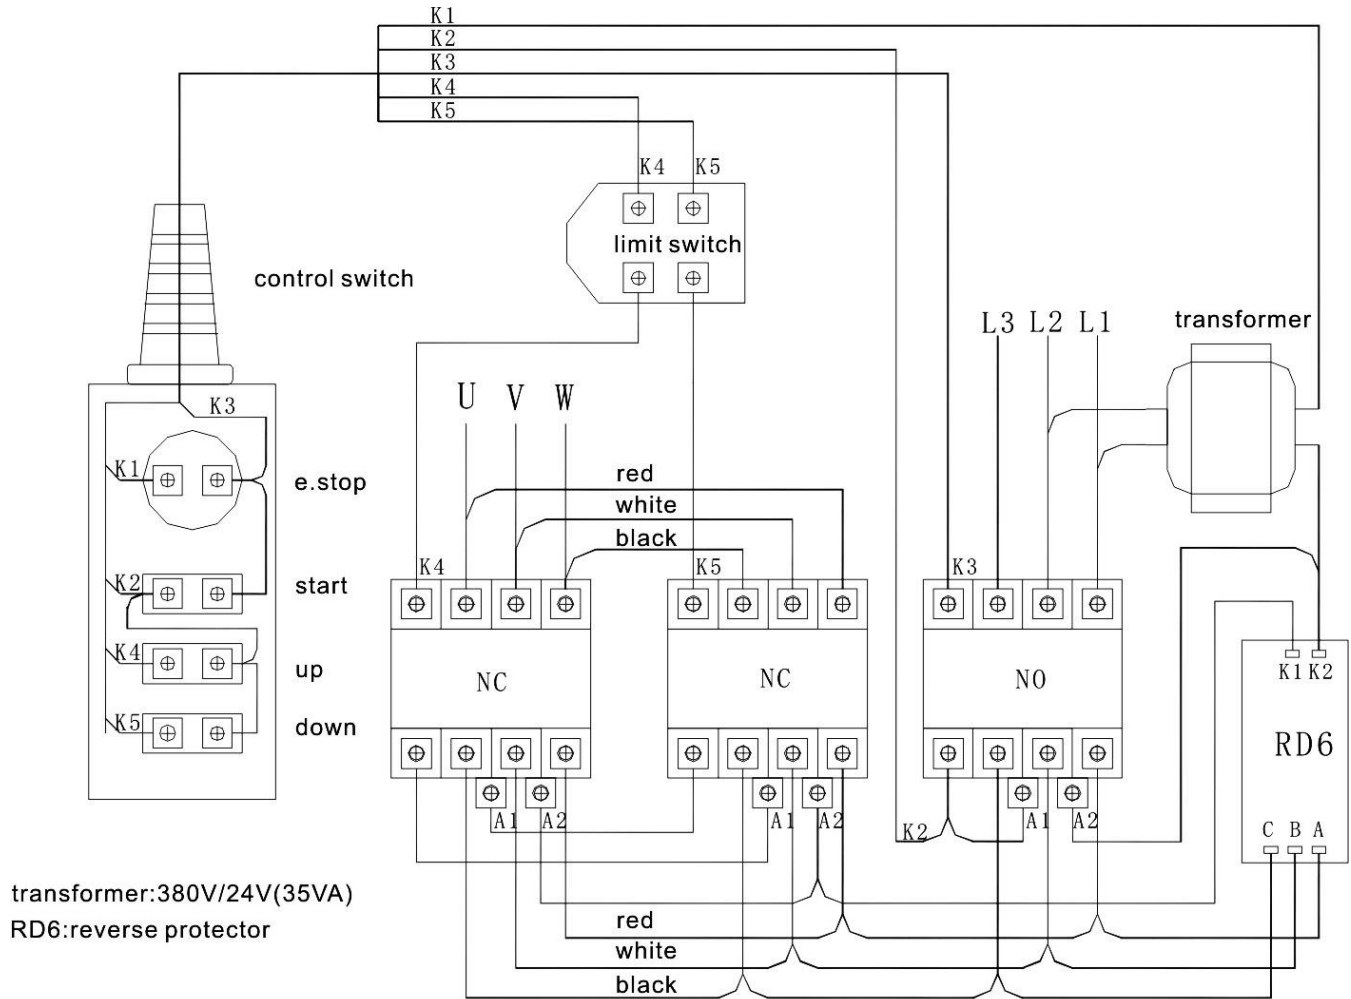 K1
K2
K3
K4
K5
K4 K5
limit switch
control switch
L3 L2 L1
transformer
U V W
K3
K1
e.stop
red
white
black
K4
K5
K3
K2
start
K4
up
K5
down
NC
NC
NO
K1 K2
RD6
C B A
A1 A2
A1 A2
K2
A1 A2
transformer:380V/24V(35VA)
RD6:reverse protector
red
white
black